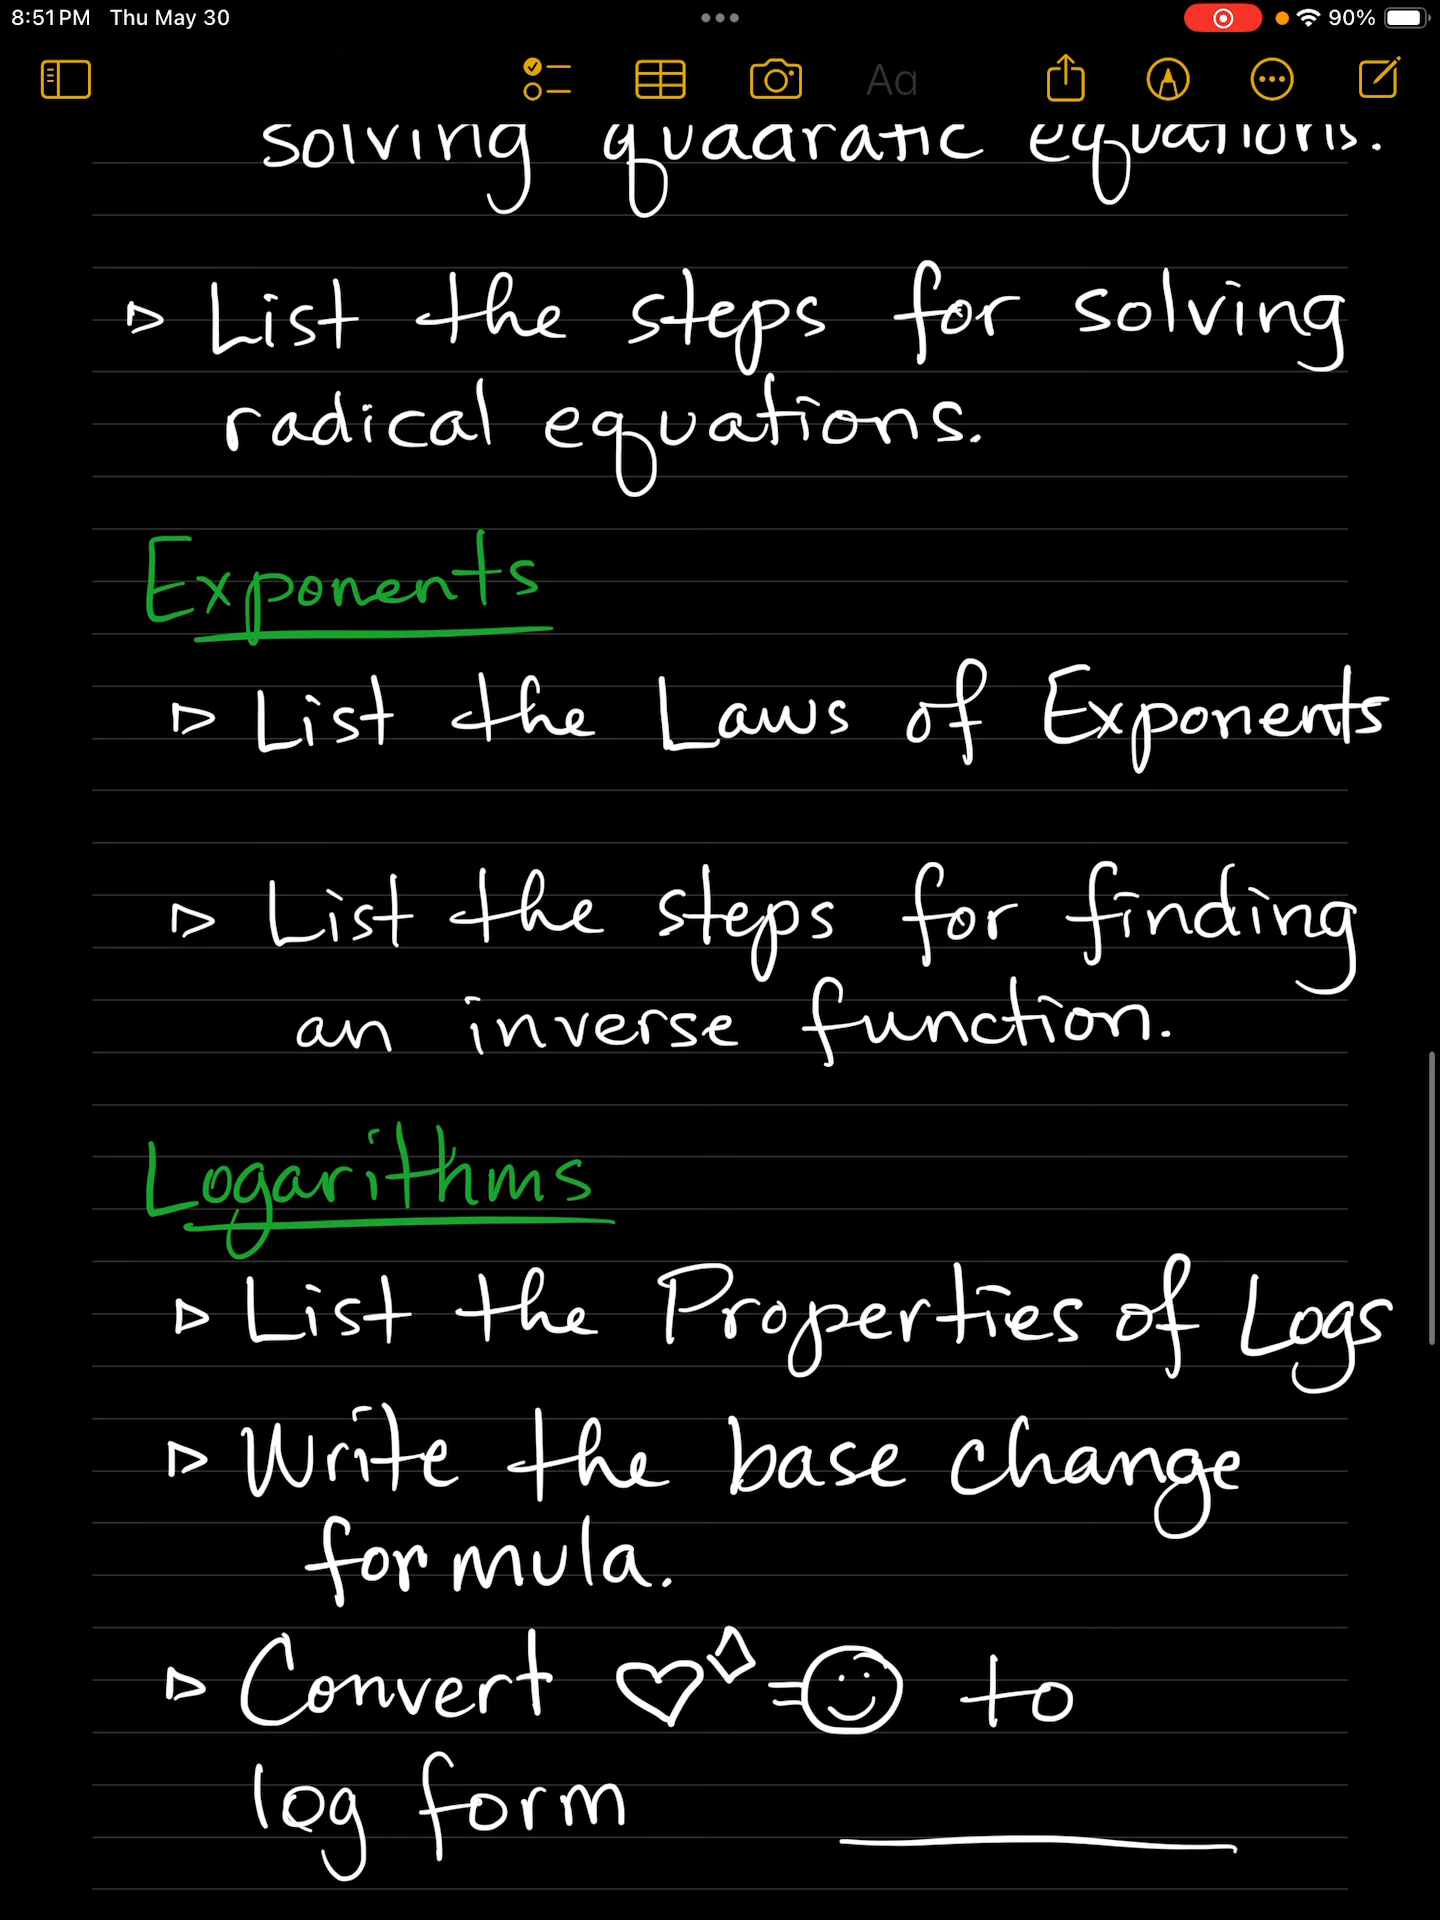 8:51 PM Thu May 30 90%
Aa
solving quadratic equations.
List the steps for solving
radical equations.
Exponents
List the Laws of Exponents
List the steps for finding
an inverse function.
Logarithms
List the Properties of Logs
Write the base change
formula.
Convert ♡^◇ = ☺ to
log form